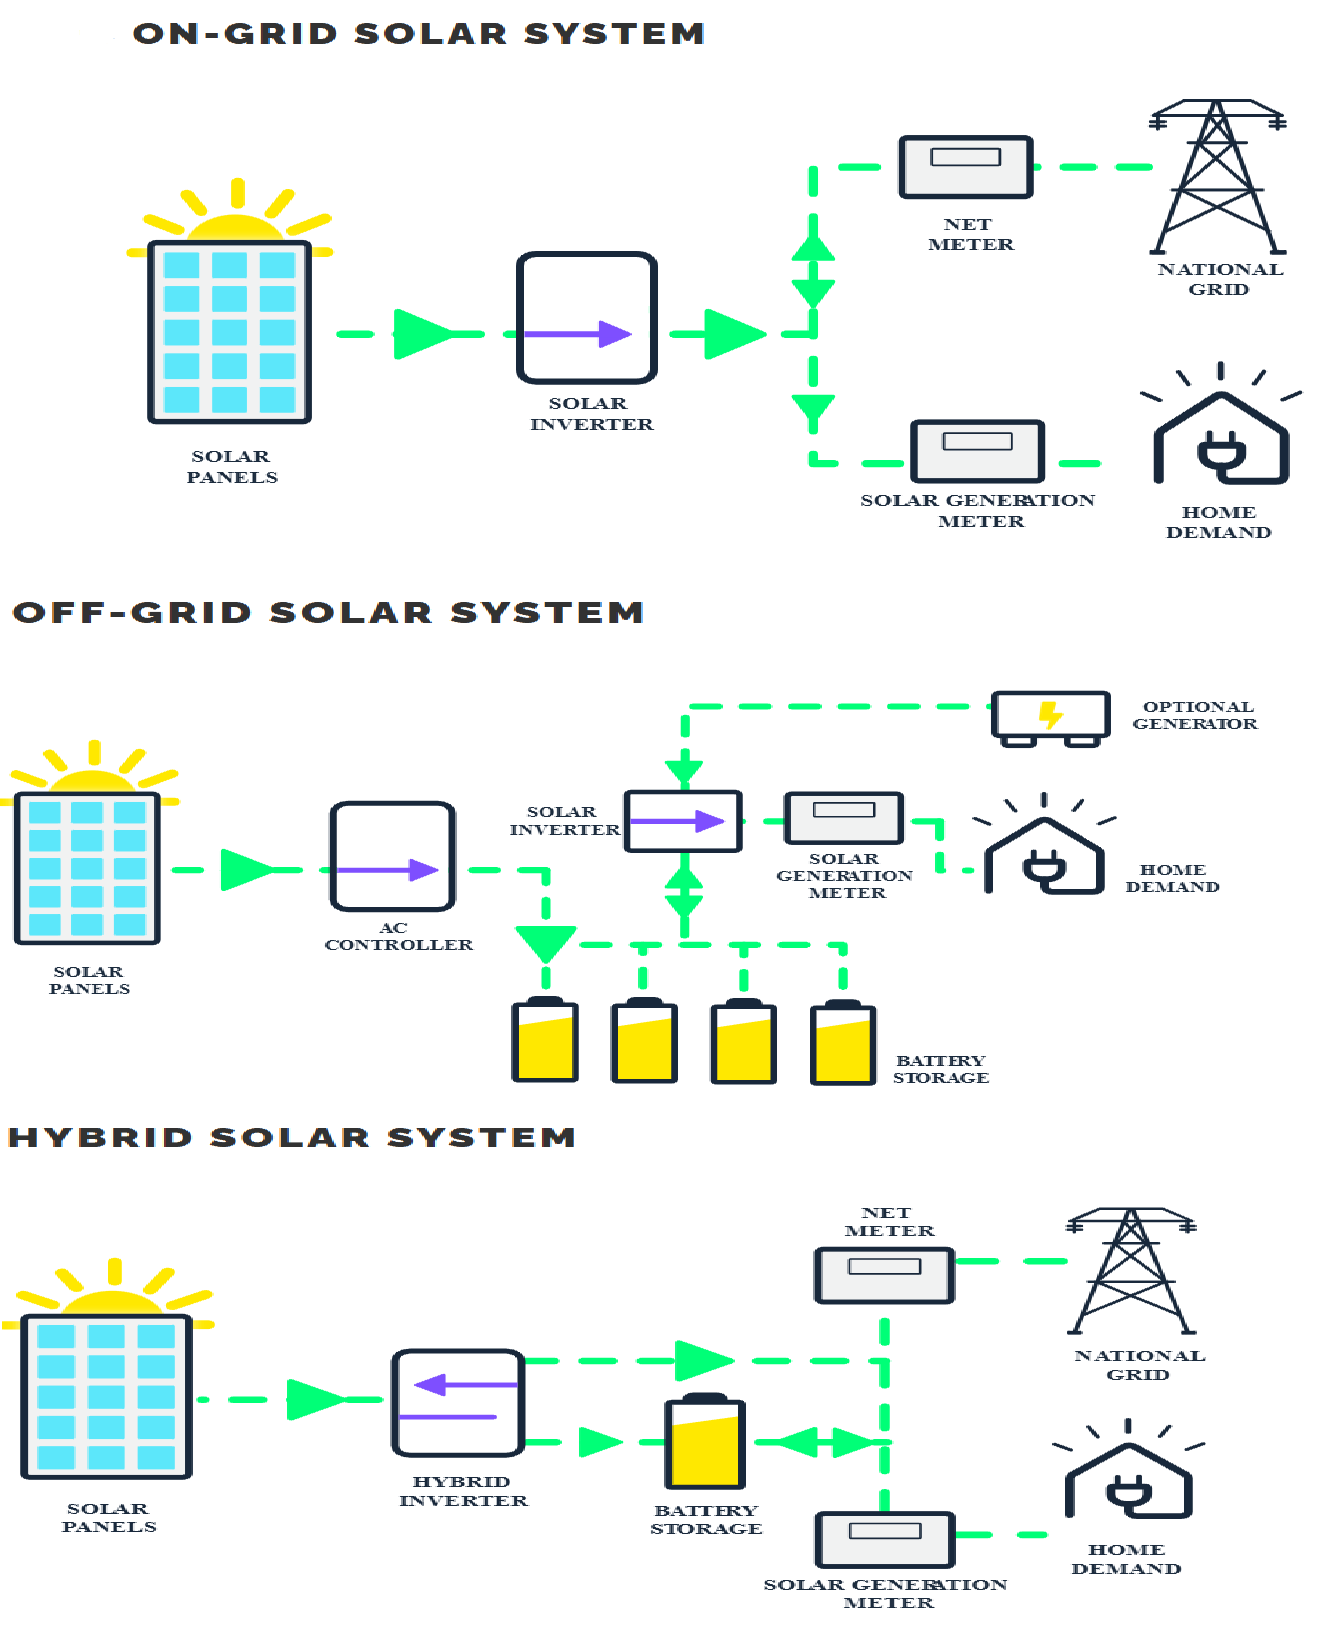 ON-GRID SOLAR SYSTEM
NET
METER
NATIONAL
GRID
SOLAR
INVERTER
SOLAR
PANELS
SOLAR GENERATION
METER
HOME
DEMAND
OFF-GRID SOLAR SYSTEM
OPTIONAL
GENERATOR
SOLAR
INVERTER
SOLAR
GENERATION
METER
HOME
DEMAND
AC
CONTROLLER
SOLAR
PANELS
BATTERY
STORAGE
HYBRID SOLAR SYSTEM
NET
METER
NATIONAL
GRID
HYBRID
INVERTER
SOLAR
PANELS
BATTERY
STORAGE
HOME
DEMAND
SOLAR GENERATION
METER